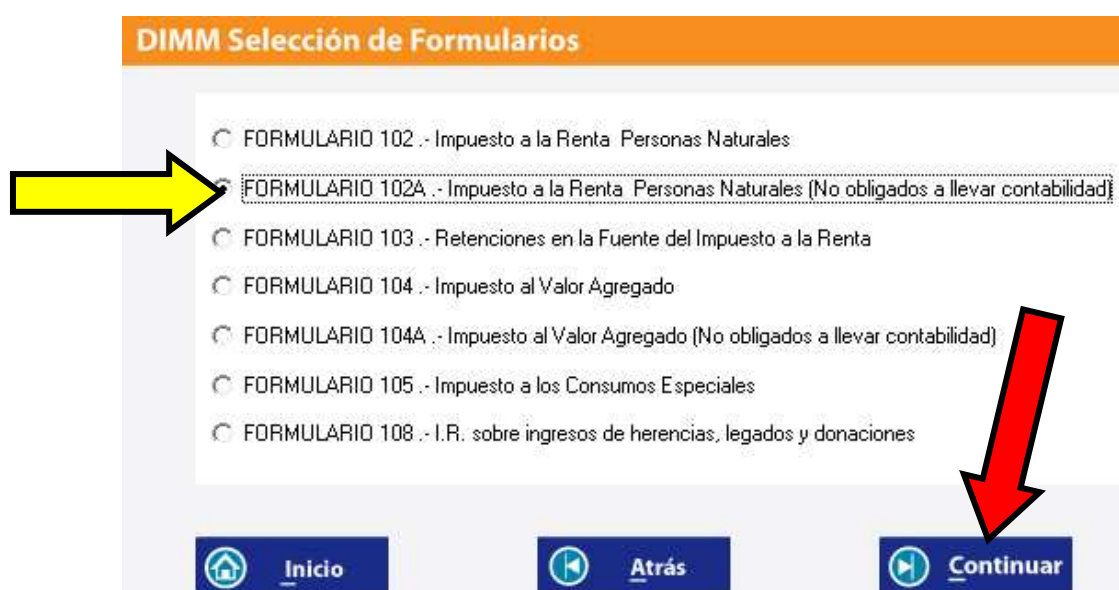 DIMM Selección de Formularios
FORMULARIO 102 .- Impuesto a la Renta Personas Naturales
FORMULARIO 102A .- Impuesto a la Renta Personas Naturales (No obligados a llevar contabilidad)
FORMULARIO 103 .- Retenciones en la Fuente del Impuesto a la Renta
FORMULARIO 104 .- Impuesto al Valor Agregado
FORMULARIO 104A .- Impuesto al Valor Agregado (No obligados a llevar contabilidad)
FORMULARIO 105 .- Impuesto a los Consumos Especiales
FORMULARIO 108 .- I.R. sobre ingresos de herencias, legados y donaciones
Inicio Atrás Continuar